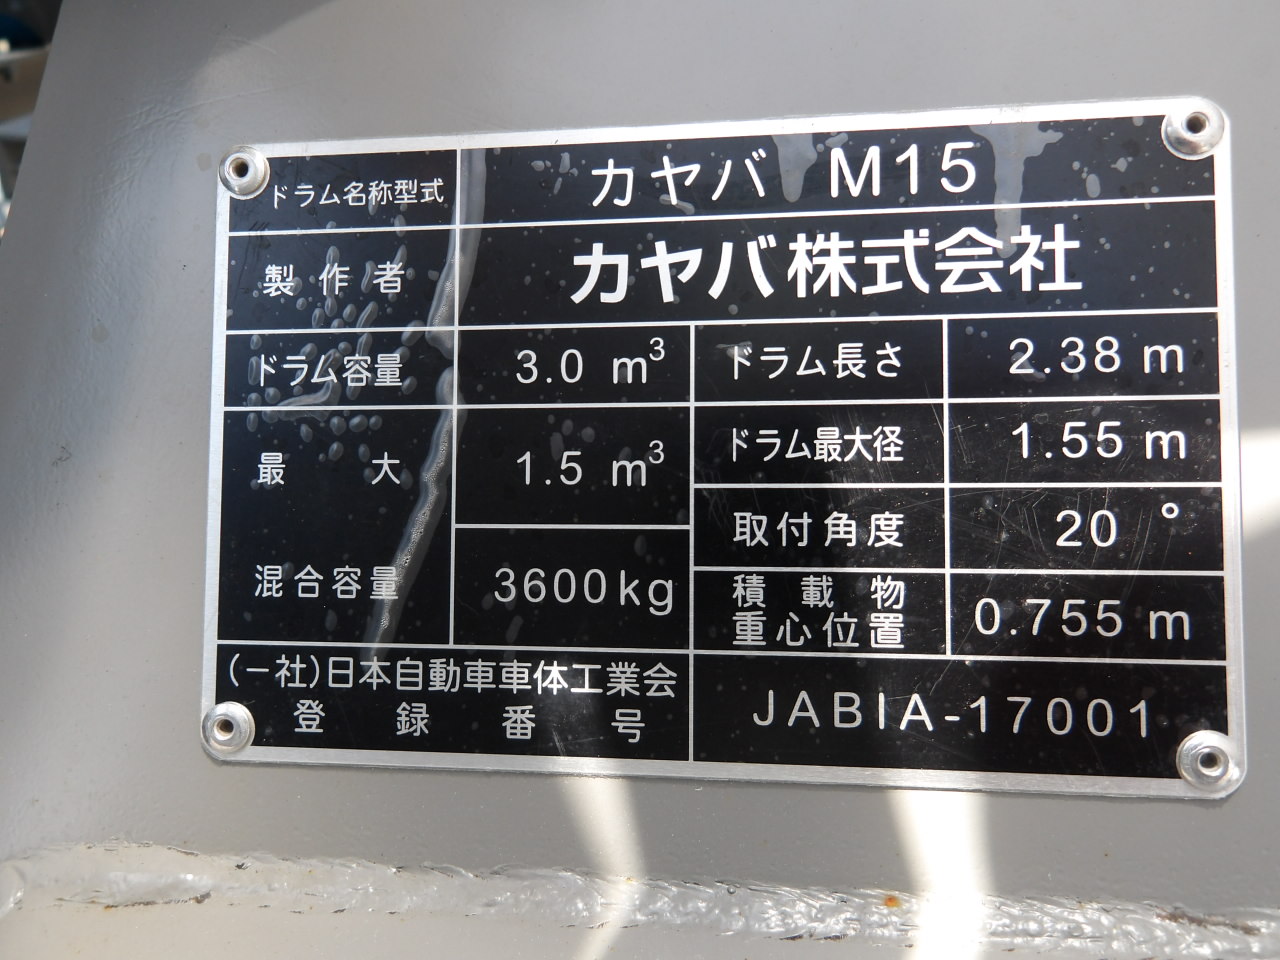 ドラム名称型式 カヤバ M15
製作者 カヤバ株式会社
ドラム容量 3.0 m³ ドラム長さ 2.38 m
最大 1.5 m³ ドラム最大径 1.55 m
取付角度 20°
混合容量 3600kg 積載物
重心位置 0.755 m
(一社)日本自動車車体工業会
登録番号 JABIA-17001